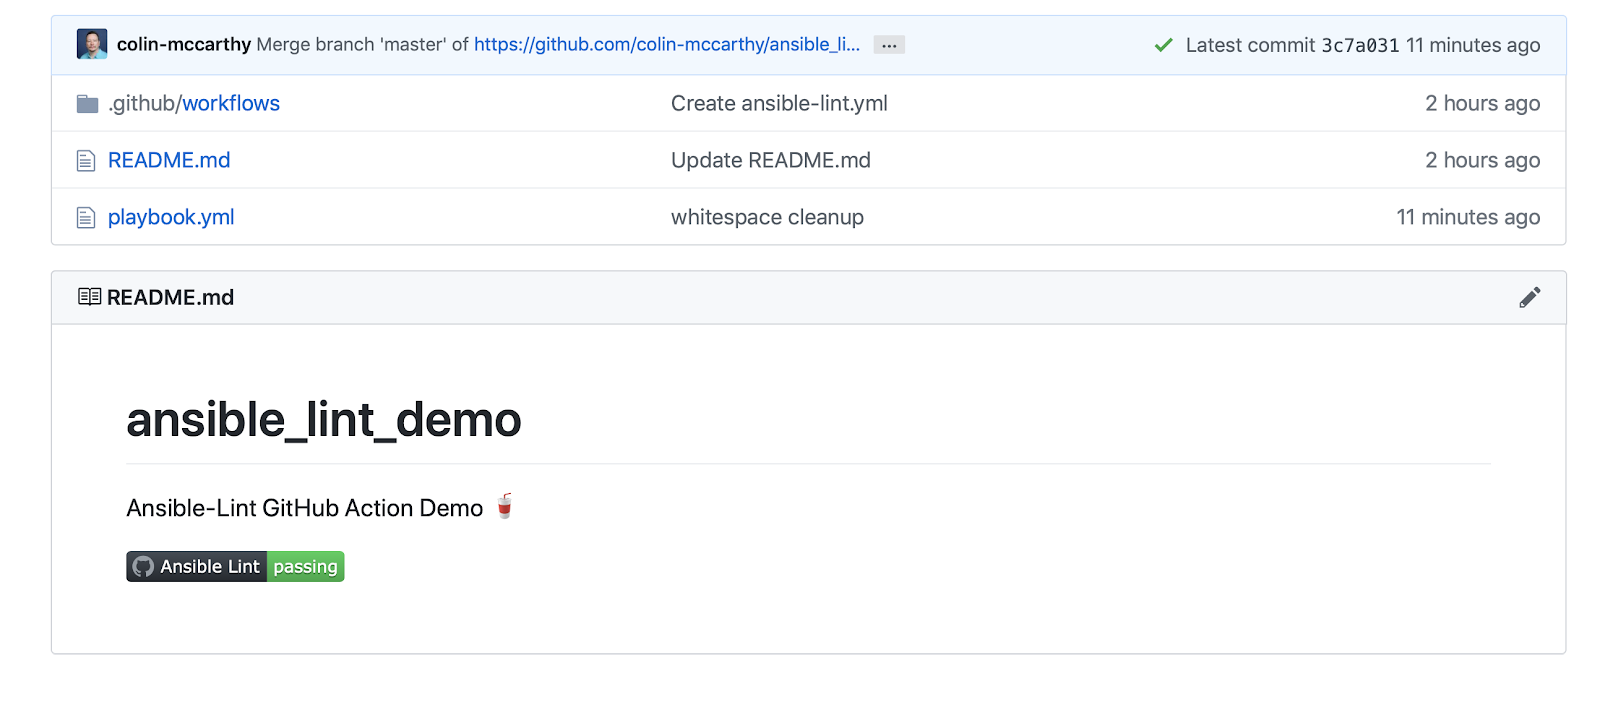 colin-mccarthy Merge branch 'master' of https://github.com/colin-mccarthy/ansible_li... ... Latest commit 3c7a031 11 minutes ago
.github/workflows Create ansible-lint.yml 2 hours ago
README.md Update README.md 2 hours ago
playbook.yml whitespace cleanup 11 minutes ago
README.md
ansible_lint_demo
Ansible-Lint GitHub Action Demo 🥤
Ansible Lint passing